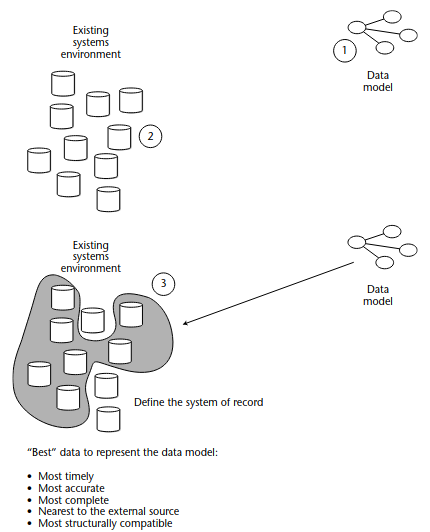 Existing
systems
environment
1
Data
model
2
Existing
systems
environment
3
Data
model
Define the system of record
“Best” data to represent the data model:
• Most timely
• Most accurate
• Most complete
• Nearest to the external source
• Most structurally compatible